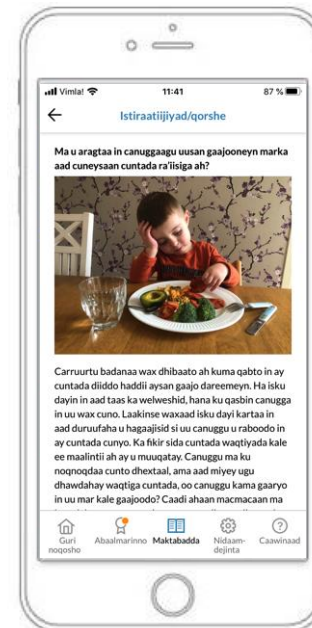 Vimla! 11:41 87 %
Istiraatiijiyad/qorshe
Ma u aragtaa in canuggaagu uusan gaajooneyn marka
aad cuneysaan cuntada ra'iisiga ah?
Carruurtu badanaa wax dhibaato ah kuma qabto in ay
cuntada diiddo haddii aysan gaajo dareemeyn. Ha isku
dayin in aad taas ka welweshid, hana ku qasbin canugga
in uu wax cuno. Laakinse waxaad isku dayi kartaa in
aad duruufaha u hagaajisid si uu canuggu u raboodo in
ay cuntada cunyo. Ka fikir sida cuntada waqtiyada kale
ee maalintii ah ay u muuqatay. Canuggu ma ku
noqnoqdaa cunto dhextaal, ama aad miyey ugu
dhawdahay waqtiga cuntada, oo canuggu kama gaaryo
in uu mar kale gaajoodo? Caadi ahaan macmacaan ma
Guri
noqosho
Abaalmarinno
Maktabadda
Nidaam-
dejinta
Caawinaad